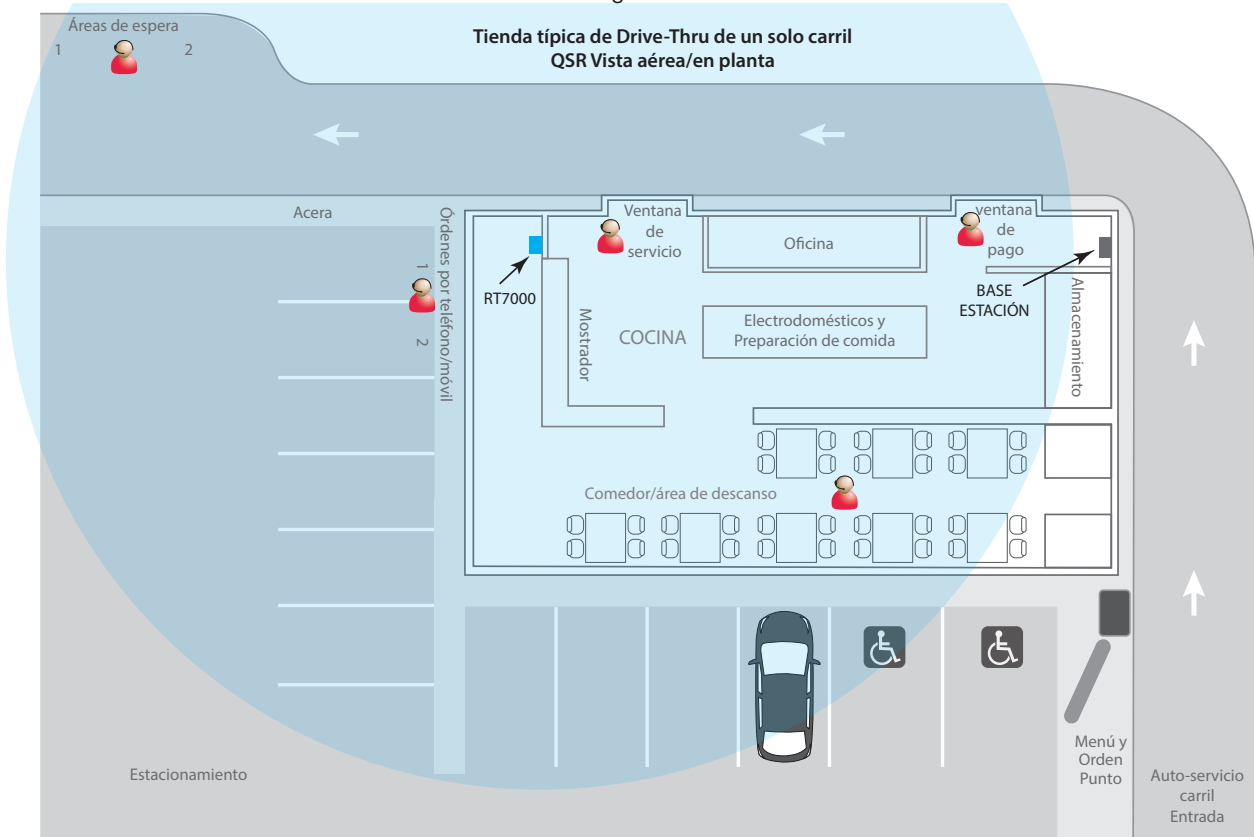 Tienda típica de Drive-Thru de un solo carril
QSR Vista aérea/en planta
Áreas de espera
1
2
Acera
Órdenes por teléfono/móvil
1
2
RT7000
Ventana
de
servicio
Oficina
ventana
de
pago
BASE
ESTACIÓN
Mostrador
COCINA
Electrodomésticos y
Preparación de comida
Almacenamiento
Comedor/área de descanso
Estacionamiento
Menú y
Orden
Punto
Auto-servicio
carril
Entrada